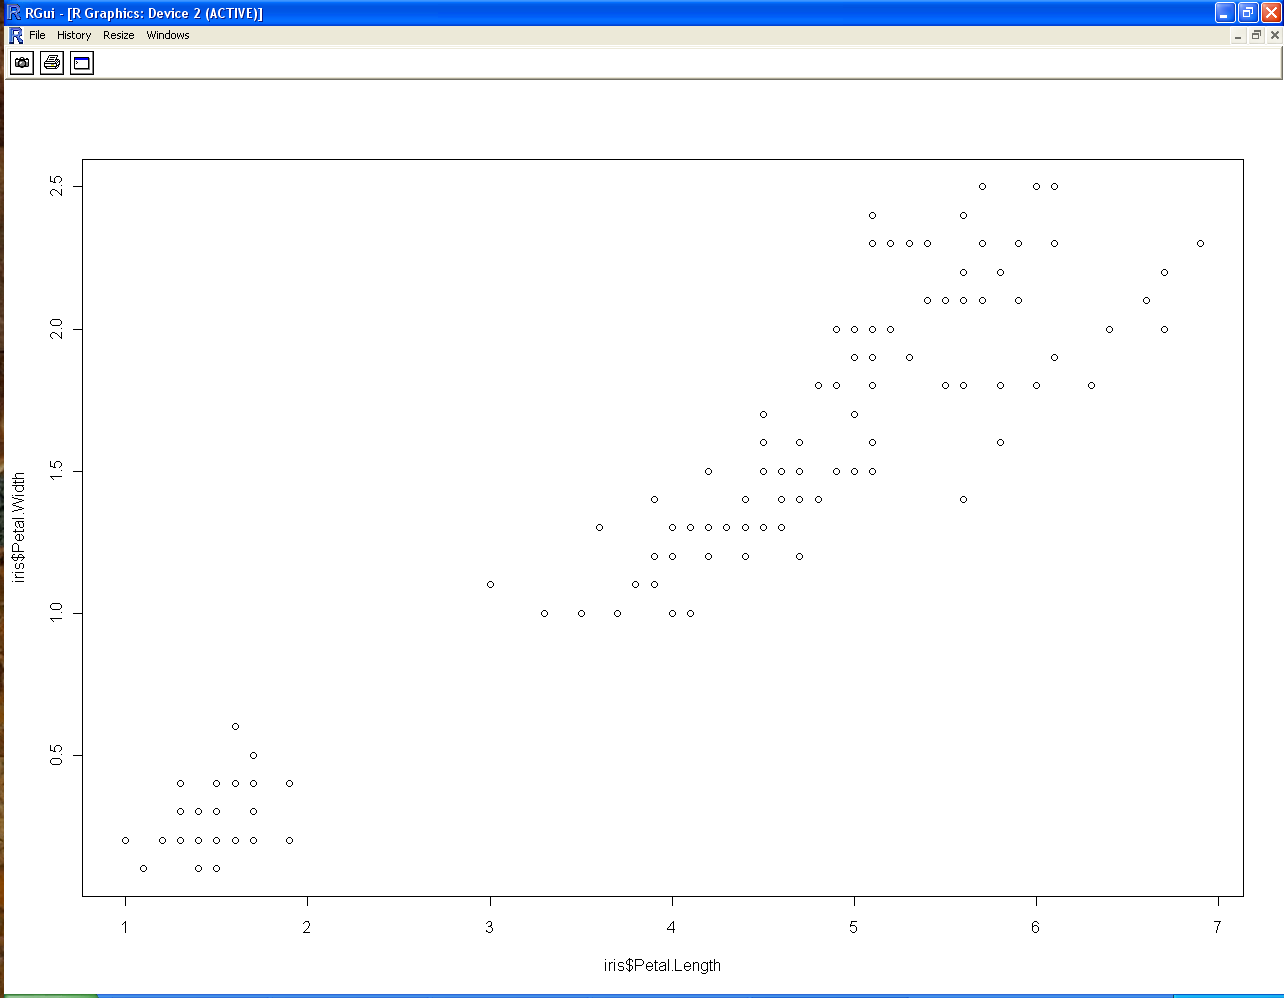 RGui - [R Graphics: Device 2 (ACTIVE)]
File History Resize Windows
2.5
2.0
1.5
1.0
0.5
iris$Petal.Width
1 2 3 4 5 6 7
iris$Petal.Length